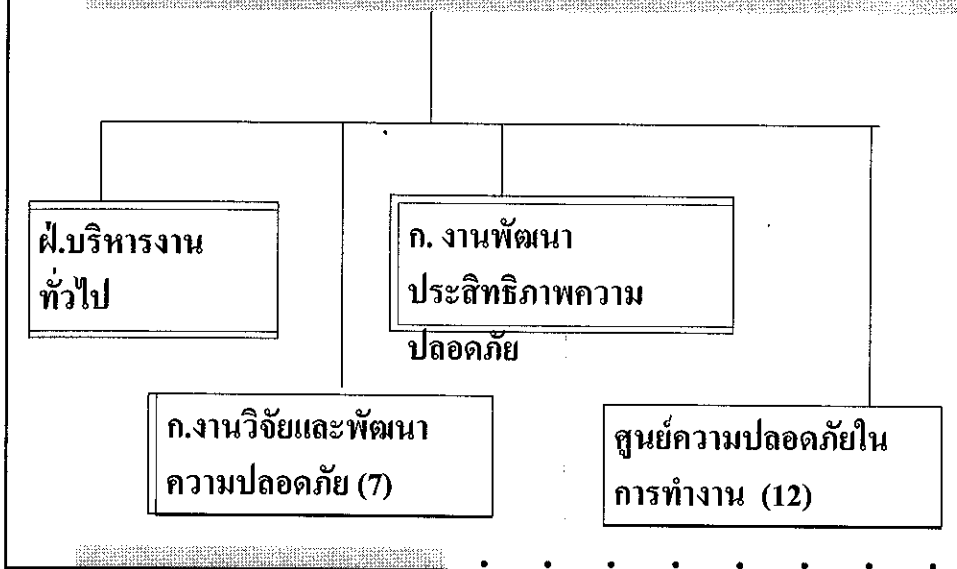 ฝ่.บริหารงาน
ทั่วไป
ก. งานพัฒนา
ประสิทธิภาพความ
ปลอดภัย
ก.งานวิจัยและพัฒนา
ความปลอดภัย (7)
ศูนย์ความปลอดภัยใน
การทำงาน (12)